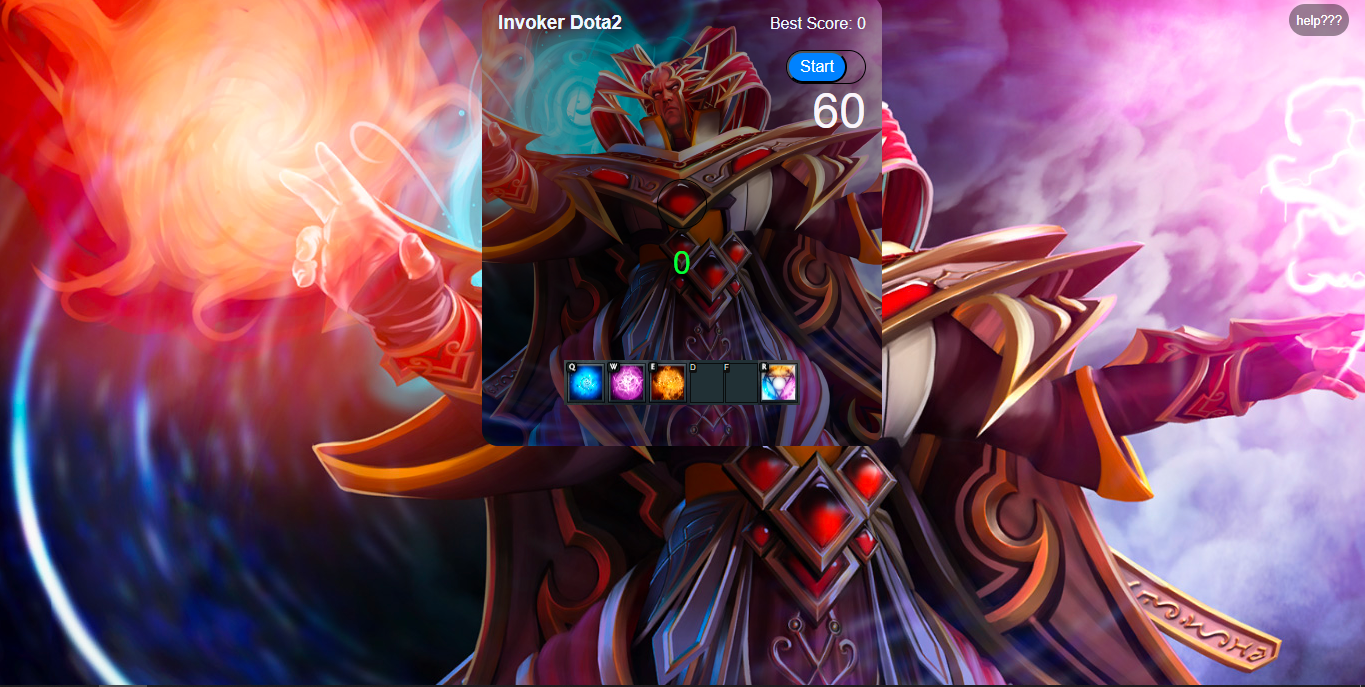 Invoker Dota2
Best Score: 0
help???
Start
60
0
Q W E D F R